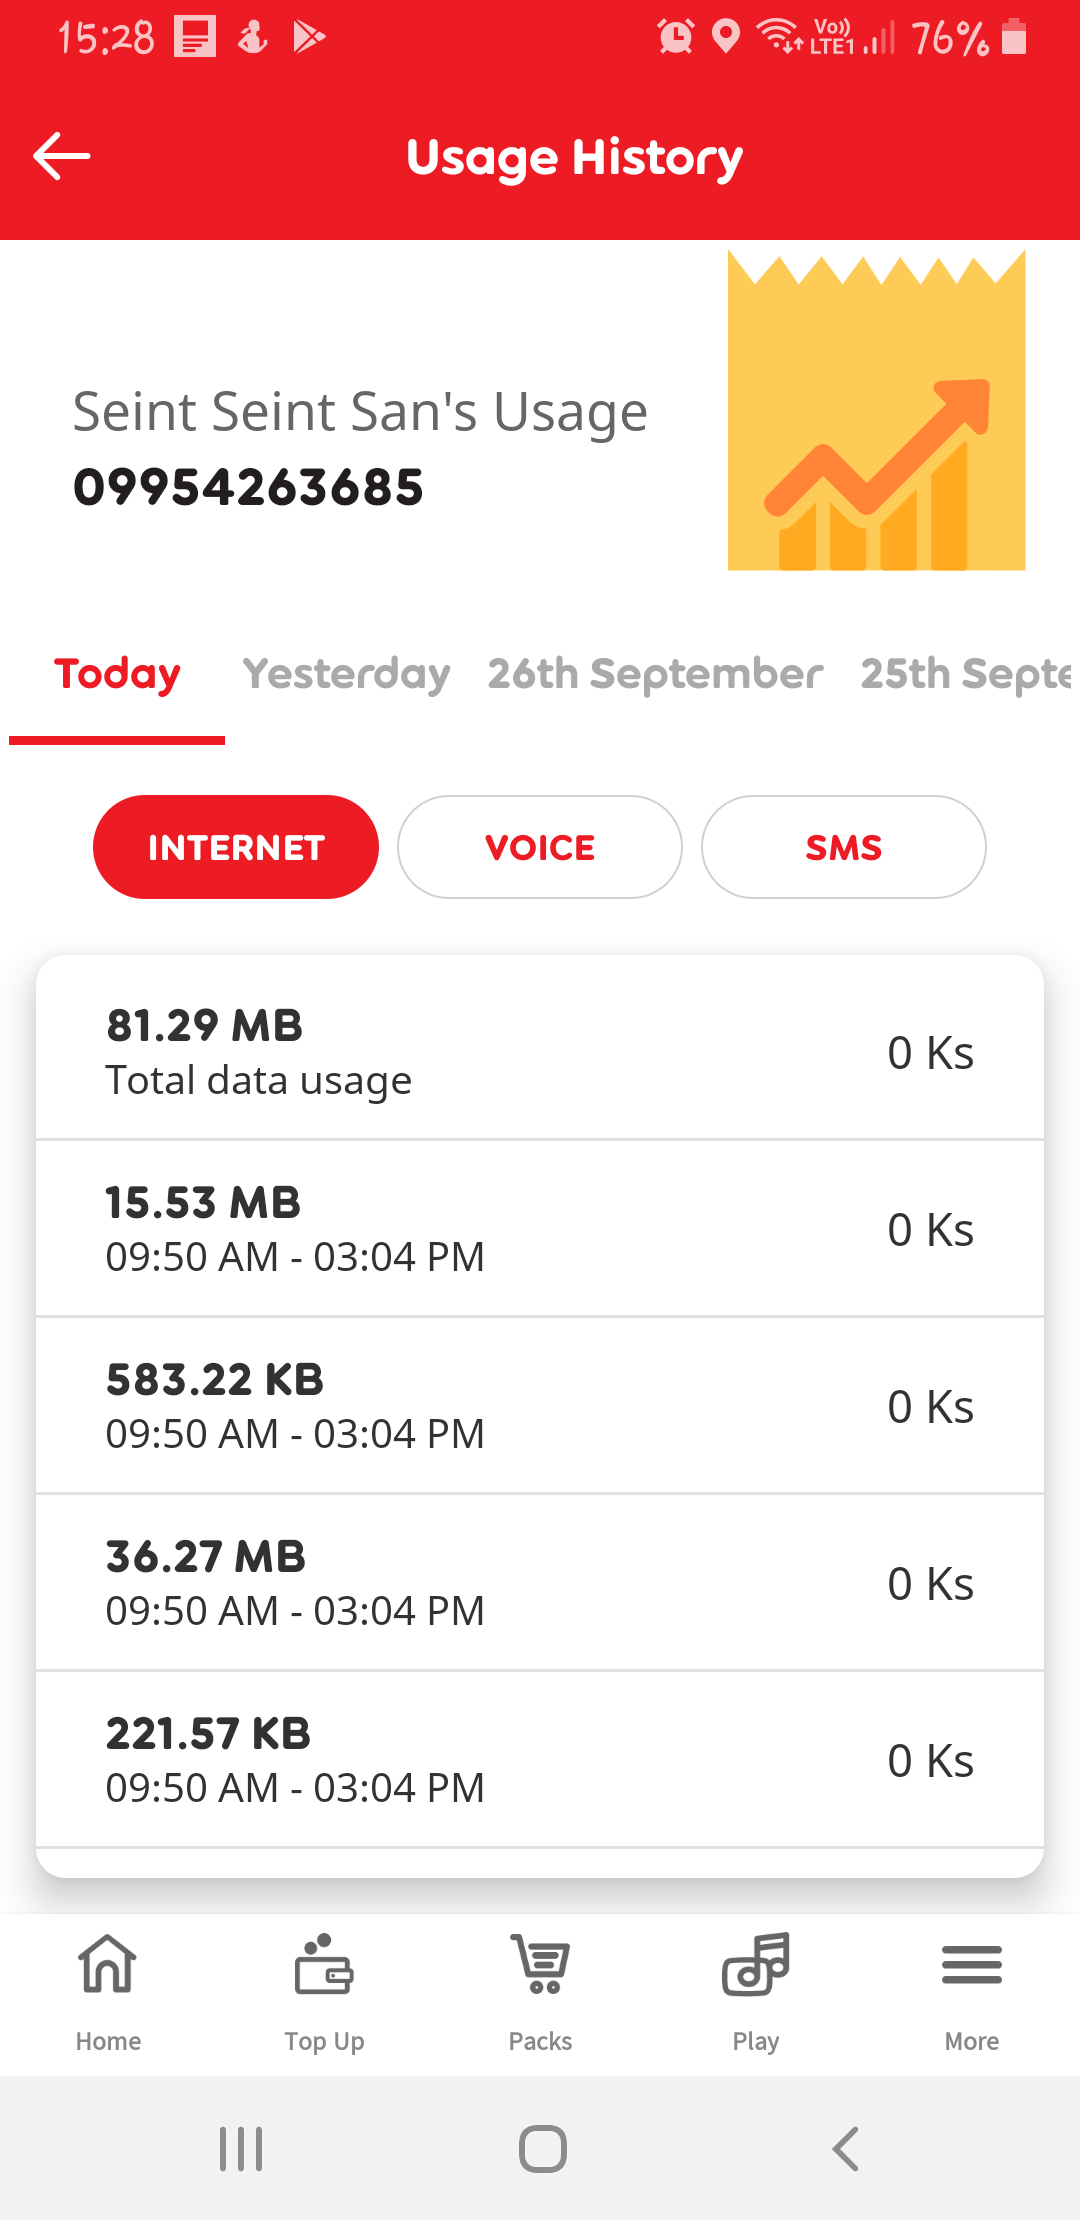 15:28 Vo)) LTE1 76%
Usage History
Seint Seint San's Usage
09954263685
Today Yesterday 26th September 25th Septe
INTERNET VOICE SMS
81.29 MB
Total data usage
0 Ks
15.53 MB
09:50 AM - 03:04 PM
0 Ks
583.22 KB
09:50 AM - 03:04 PM
0 Ks
36.27 MB
09:50 AM - 03:04 PM
0 Ks
221.57 KB
09:50 AM - 03:04 PM
0 Ks
Home Top Up Packs Play More